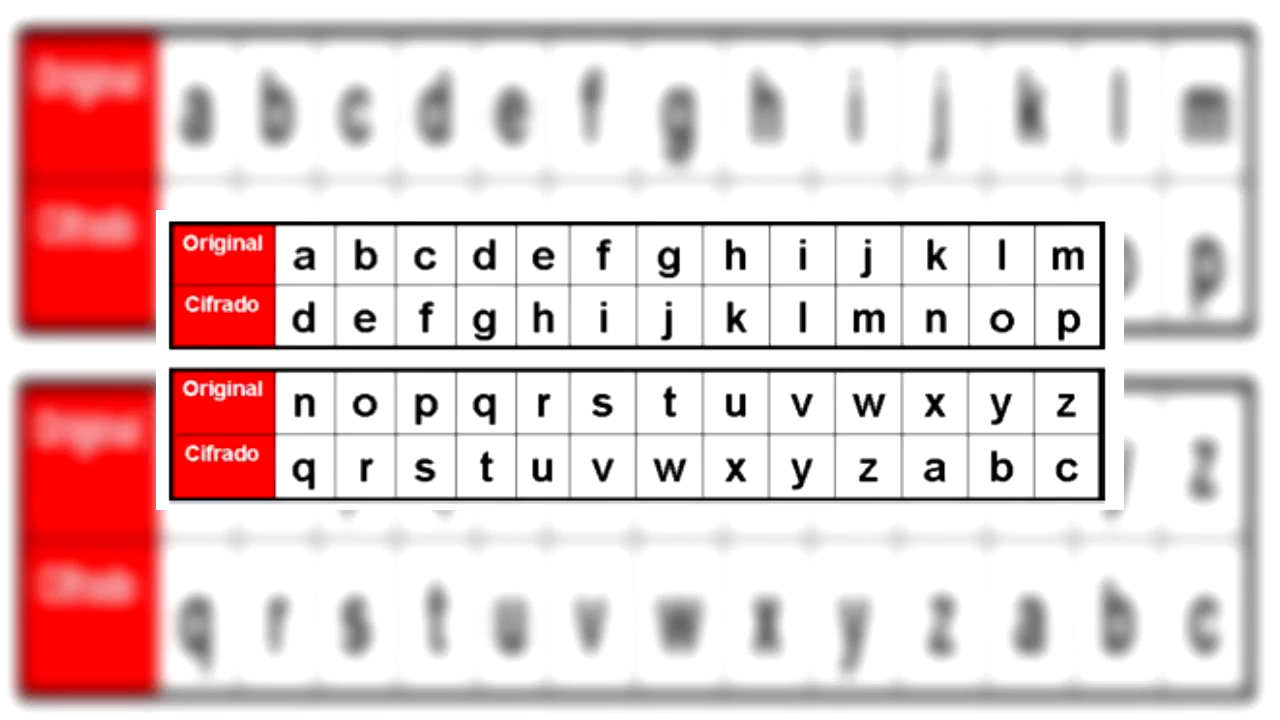 Original a b c d e f g h i j k l m
Cifrado d e f g h i j k l m n o p
Original n o p q r s t u v w x y z
Cifrado q r s t u v w x y z a b c